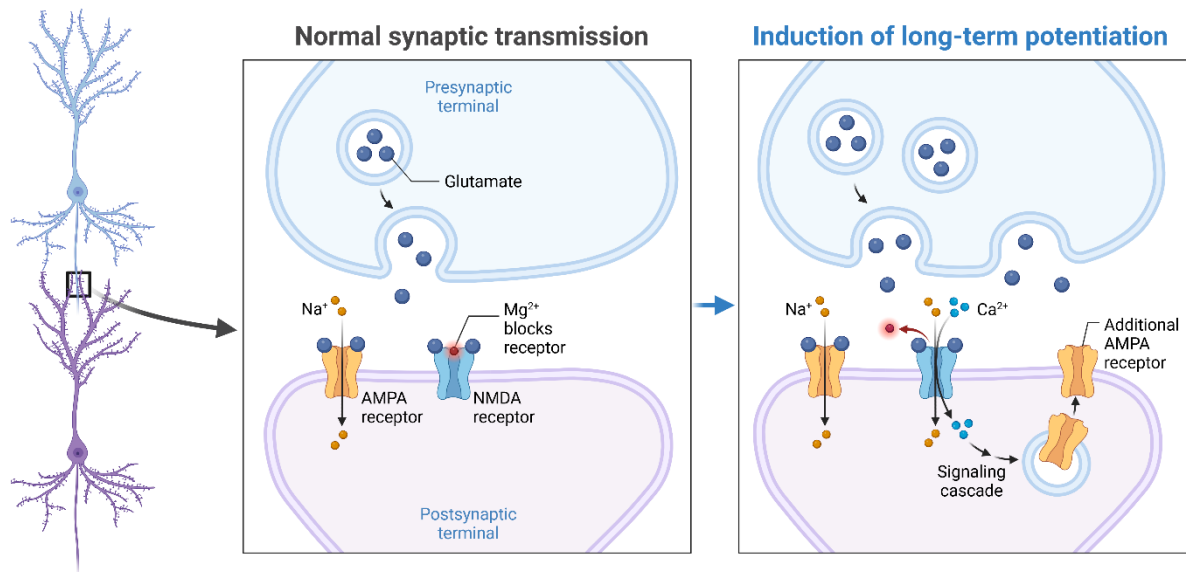 Normal synaptic transmission
Presynaptic
terminal
Glutamate
Na⁺
Mg²⁺
blocks
receptor
AMPA
receptor
NMDA
receptor
Postsynaptic
terminal
Induction of long-term potentiation
Na⁺
Ca²⁺
Additional
AMPA
receptor
Signaling
cascade